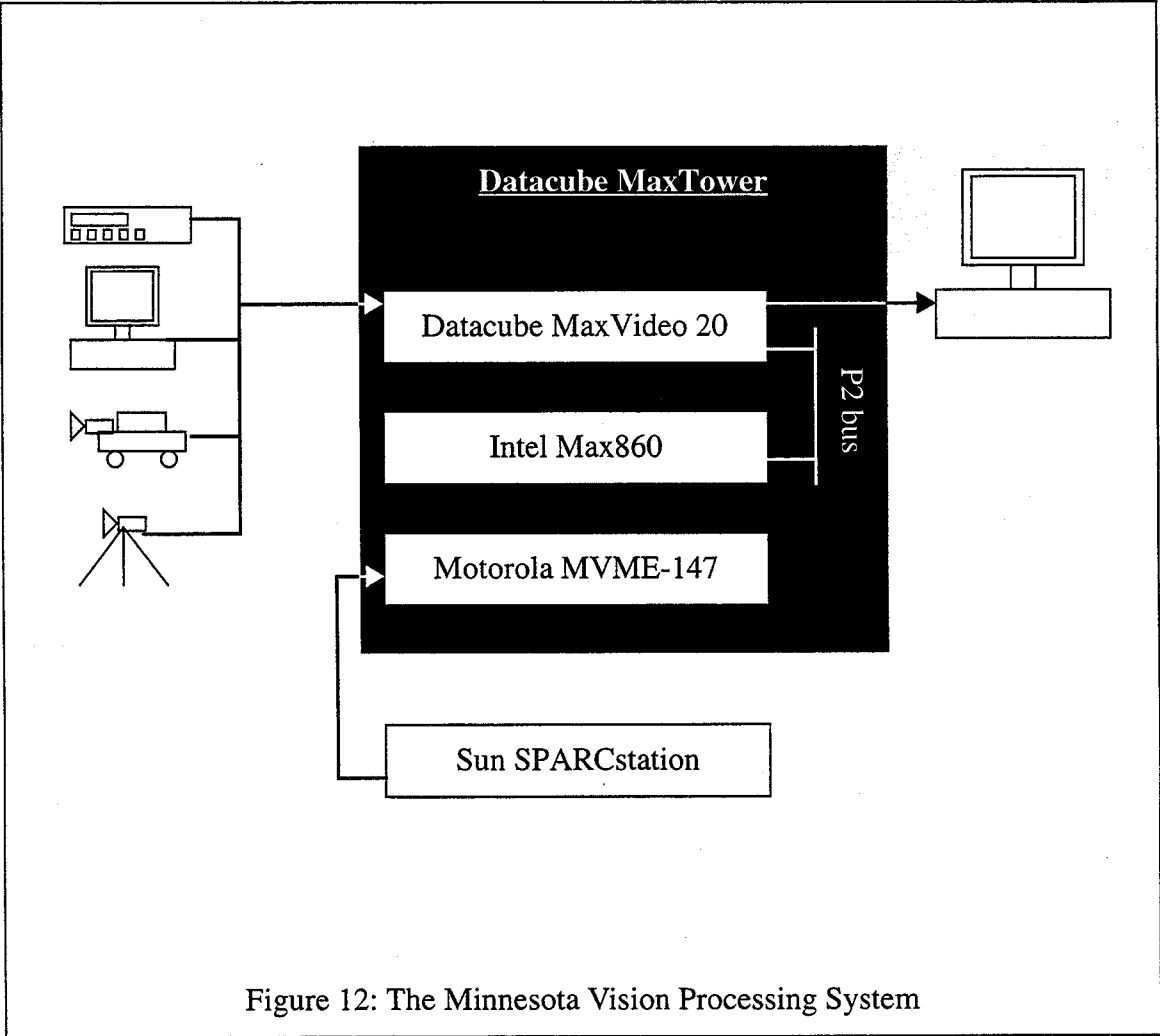 Datacube MaxTower
Datacube MaxVideo 20
P2 bus
Intel Max860
Motorola MVME-147
Sun SPARCstation
Figure 12: The Minnesota Vision Processing System